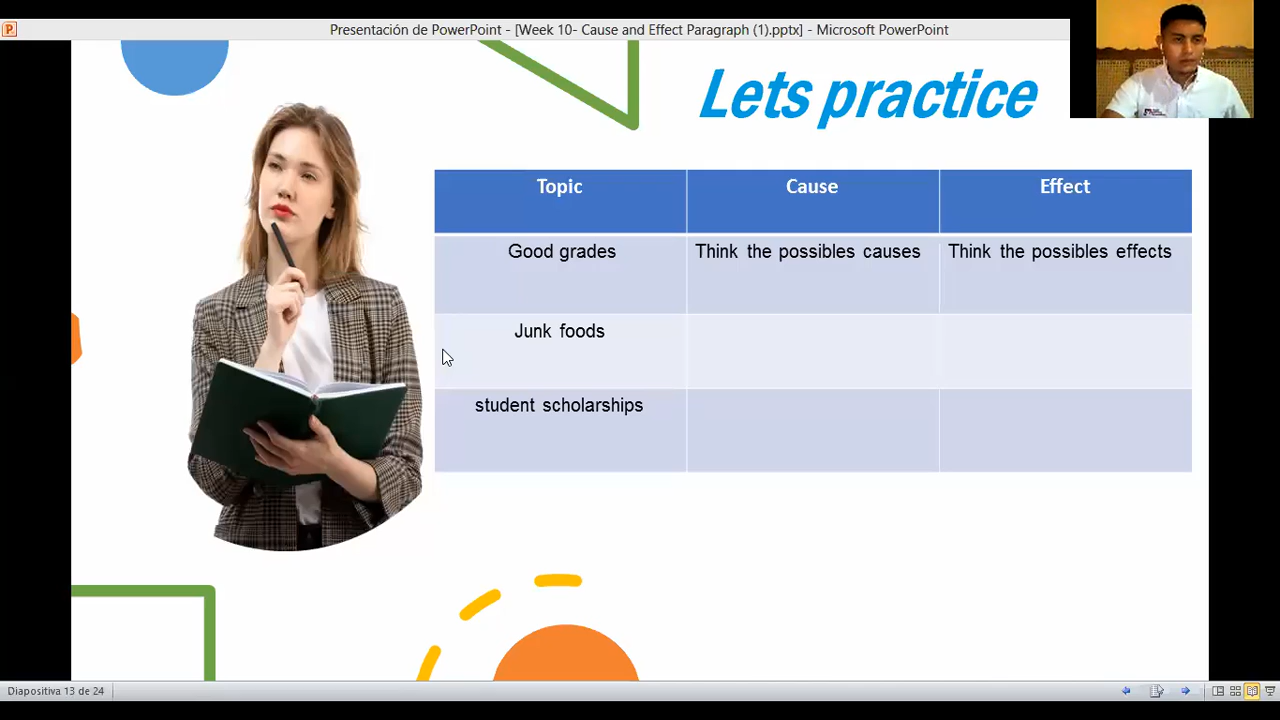 Presentación de PowerPoint - [Week 10- Cause and Effect Paragraph (1).pptx] - Microsoft PowerPoint
Lets practice
Topic Cause Effect
Good grades Think the possibles causes Think the possibles effects
Junk foods
student scholarships
Diapositiva 13 de 24